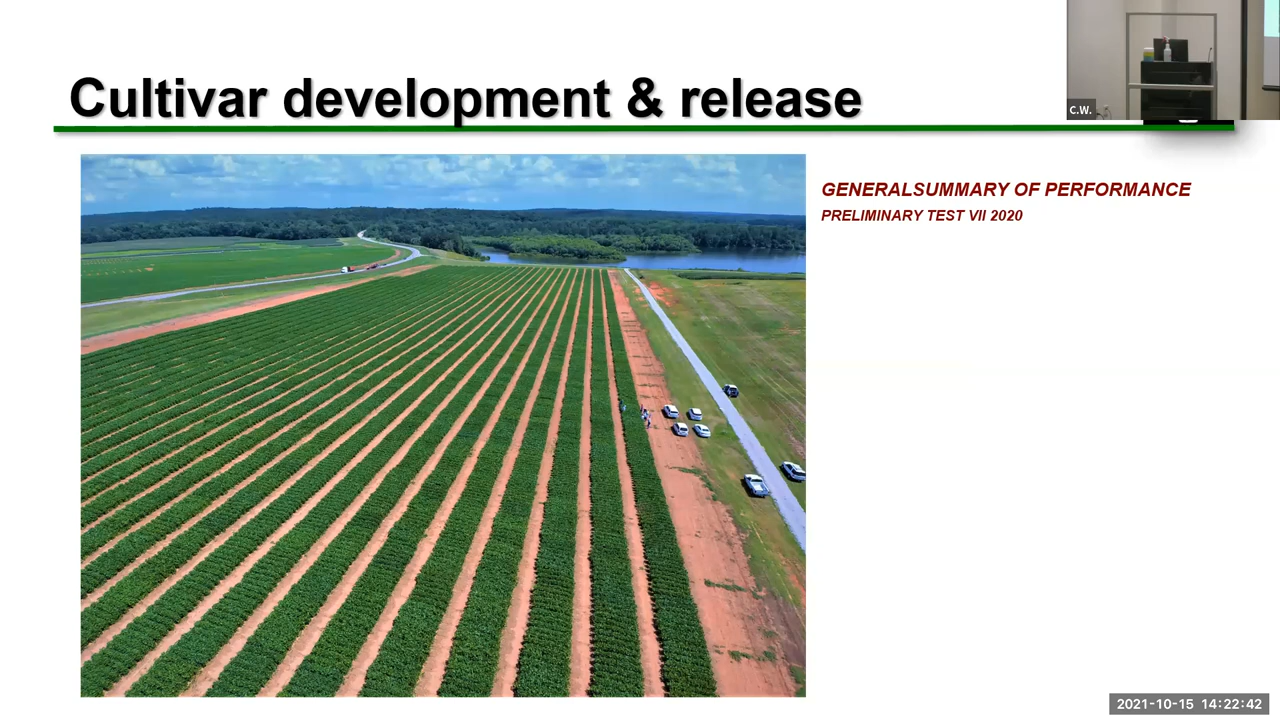 Cultivar development & release
C.W.
GENERALSUMMARY OF PERFORMANCE
PRELIMINARY TEST VII 2020
2021-10-15 14:22:42